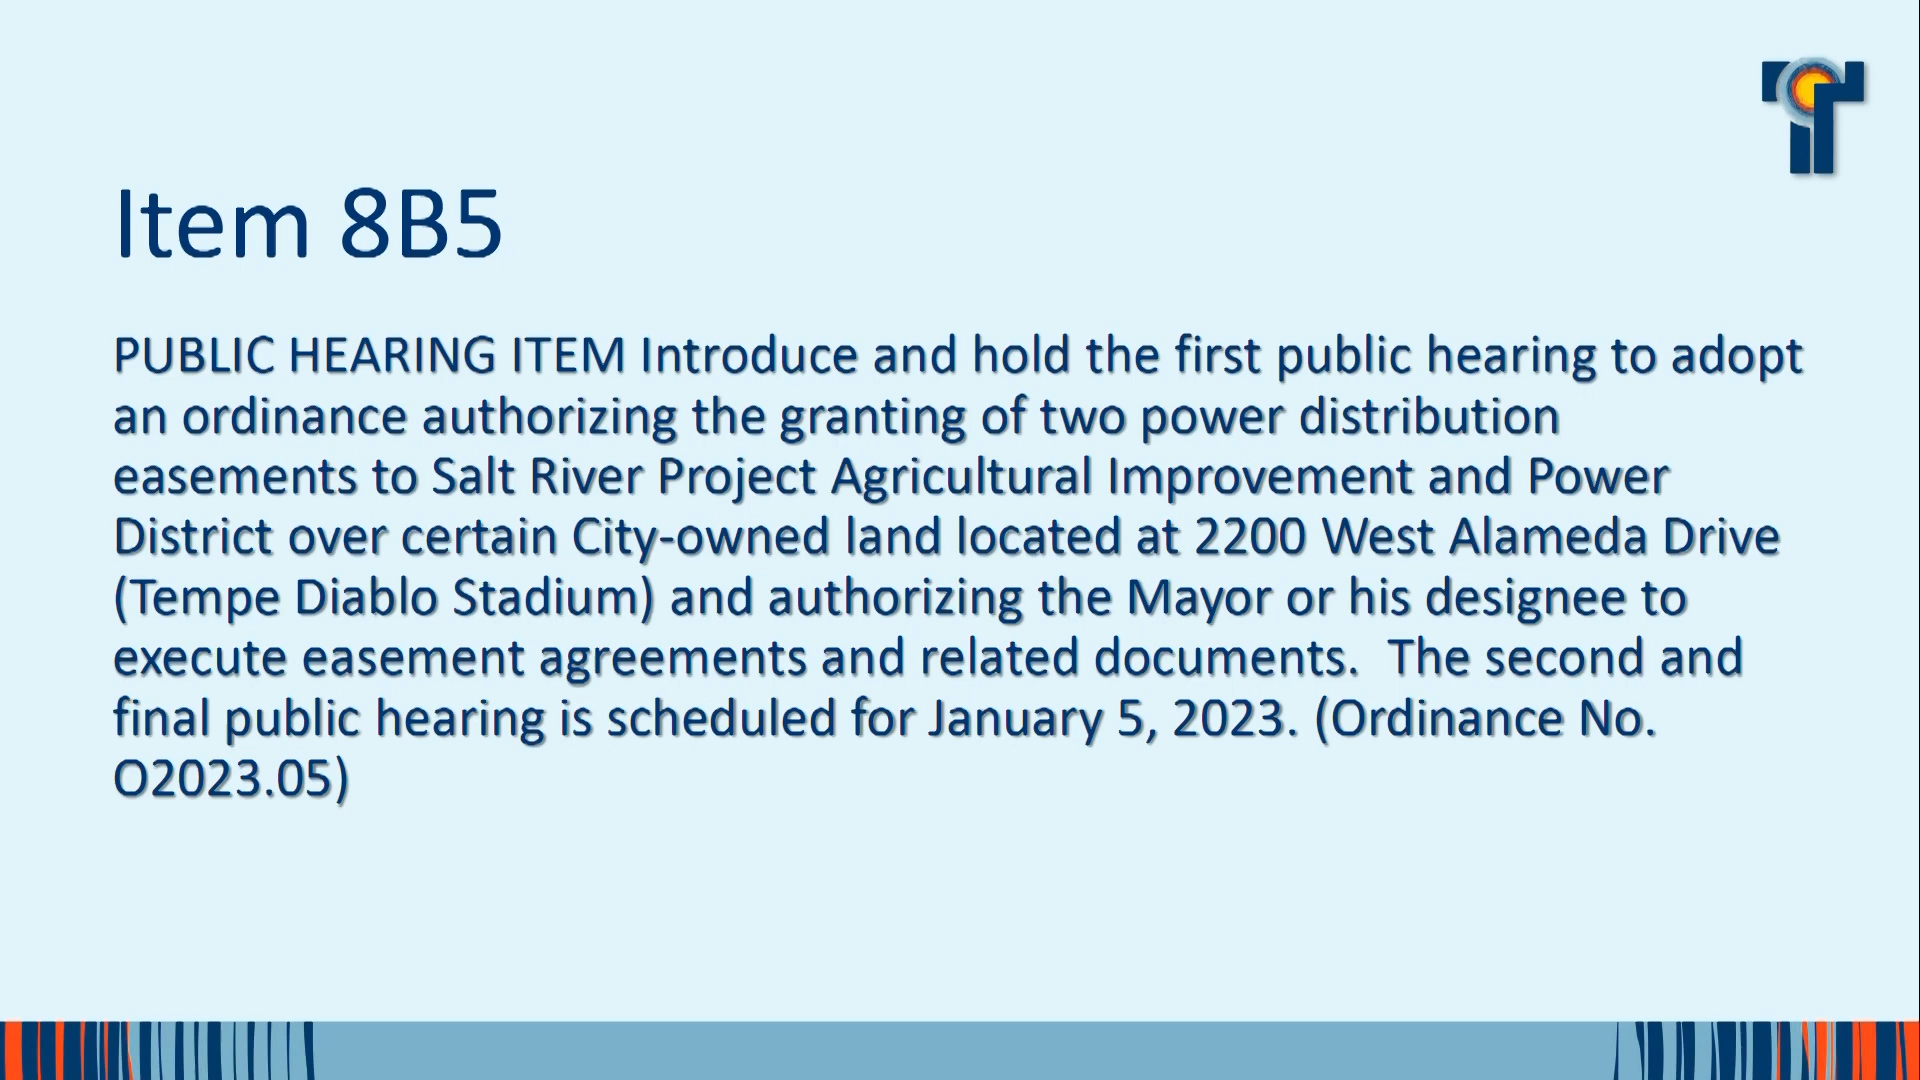 Item 8B5
PUBLIC HEARING ITEM Introduce and hold the first public hearing to adopt
an ordinance authorizing the granting of two power distribution
easements to Salt River Project Agricultural Improvement and Power
District over certain City-owned land located at 2200 West Alameda Drive
(Tempe Diablo Stadium) and authorizing the Mayor or his designee to
execute easement agreements and related documents.  The second and
final public hearing is scheduled for January 5, 2023. (Ordinance No.
O2023.05)